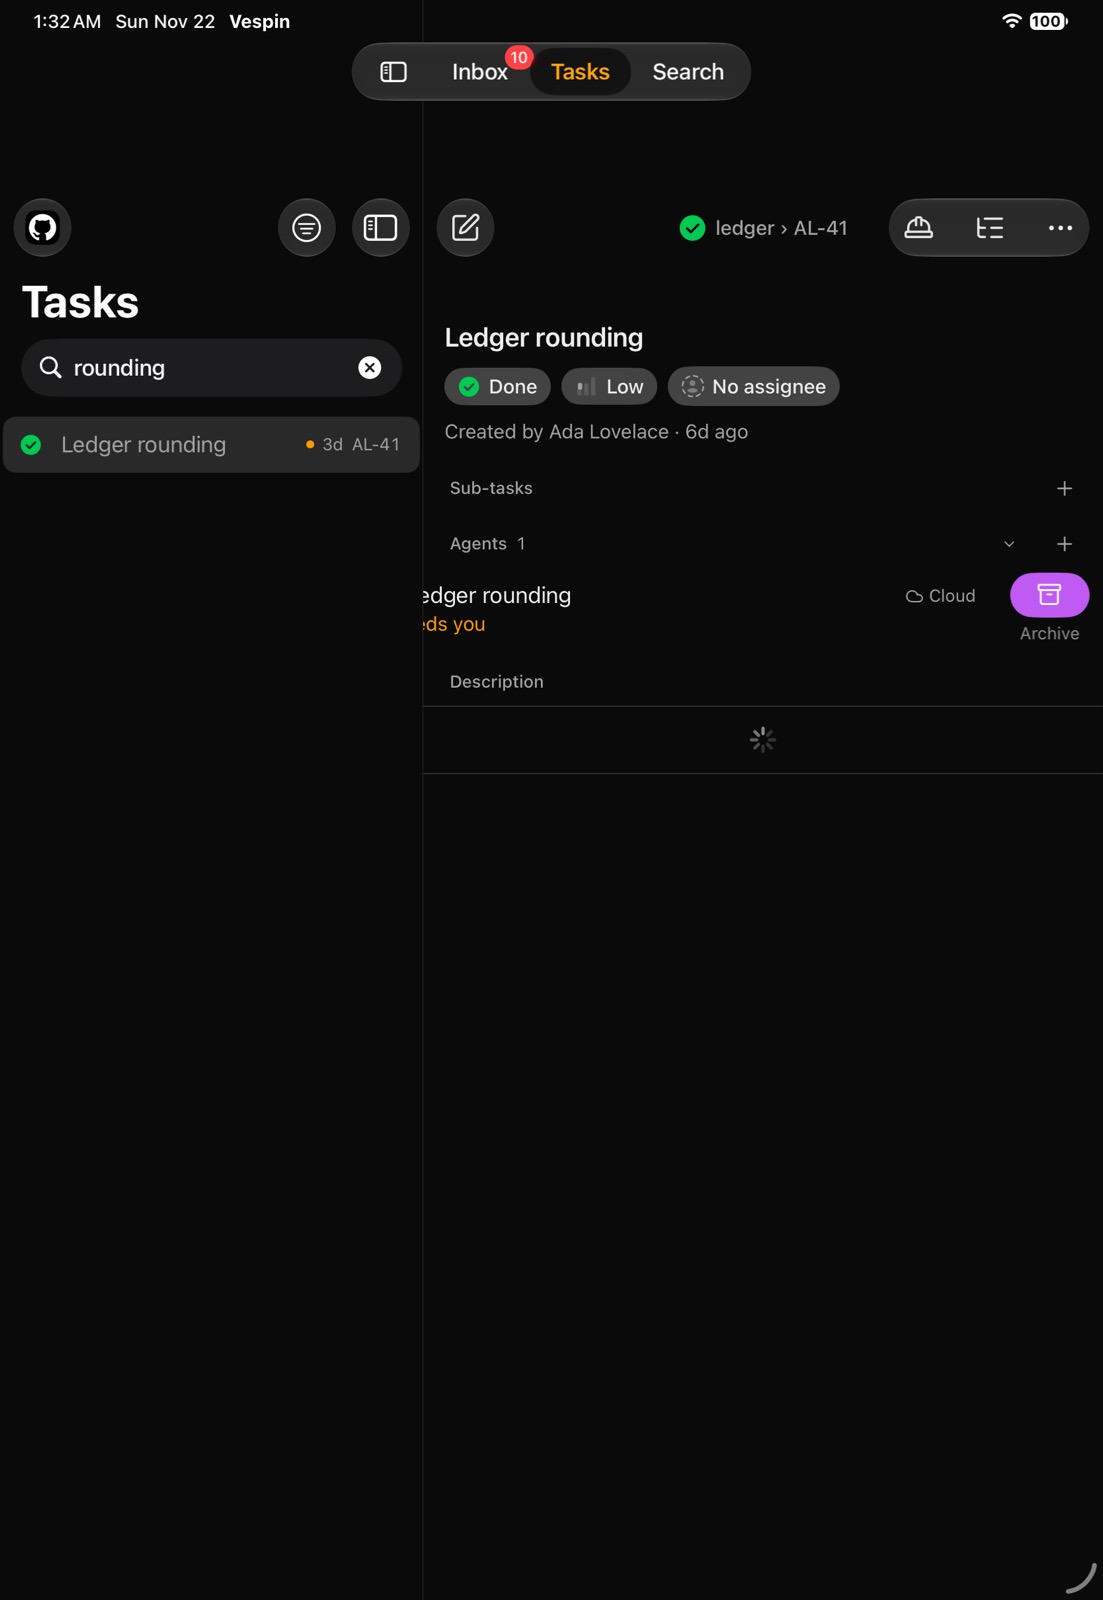 1:32 AM Sun Nov 22 Vespin
100
Inbox 10 Tasks Search
ledger › AL-41
Tasks
rounding
Ledger rounding 3d AL-41
Ledger rounding
Done Low No assignee
Created by Ada Lovelace · 6d ago
Sub-tasks
Agents 1
edger rounding Cloud
eds you
Archive
Description